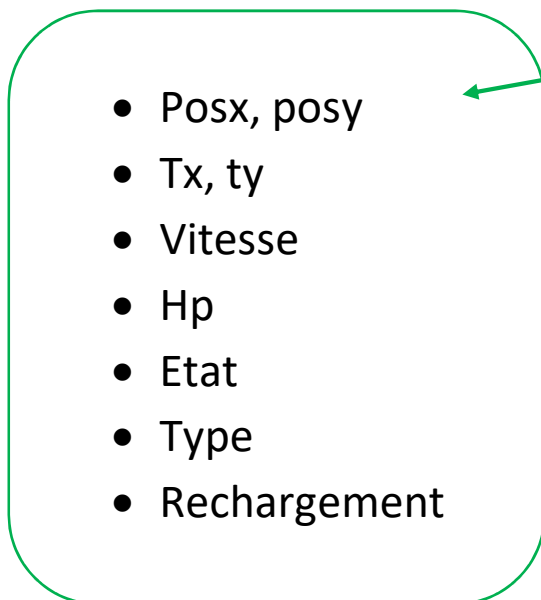 • Posx, posy
• Tx, ty
• Vitesse
• Hp
• Etat
• Type
• Rechargement